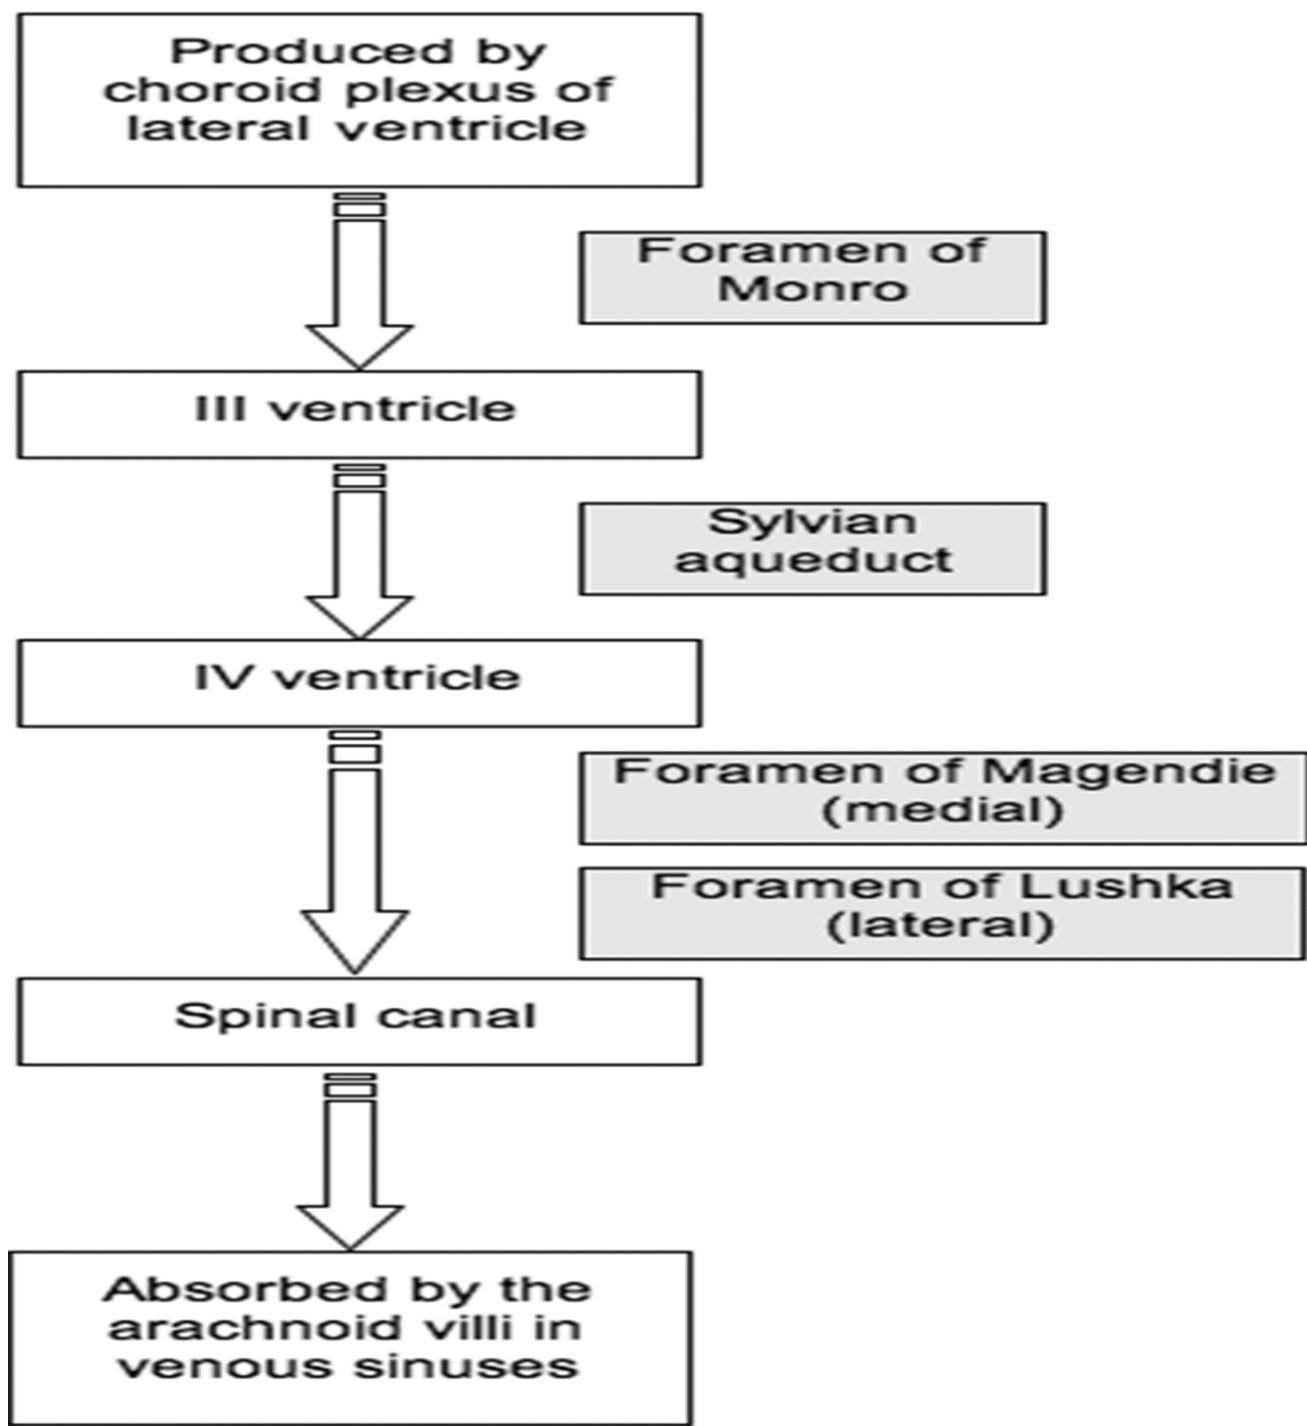 Produced by
choroid plexus of
lateral ventricle
Foramen of
Monro
III ventricle
Sylvian
aqueduct
IV ventricle
Foramen of Magendie
(medial)
Foramen of Lushka
(lateral)
Spinal canal
Absorbed by the
arachnoid villi in
venous sinuses